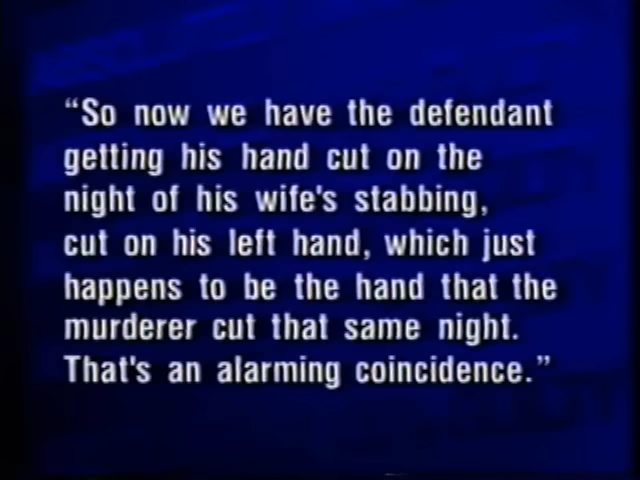 “So now we have the defendant
getting his hand cut on the
night of his wife's stabbing,
cut on his left hand, which just
happens to be the hand that the
murderer cut that same night.
That's an alarming coincidence.”